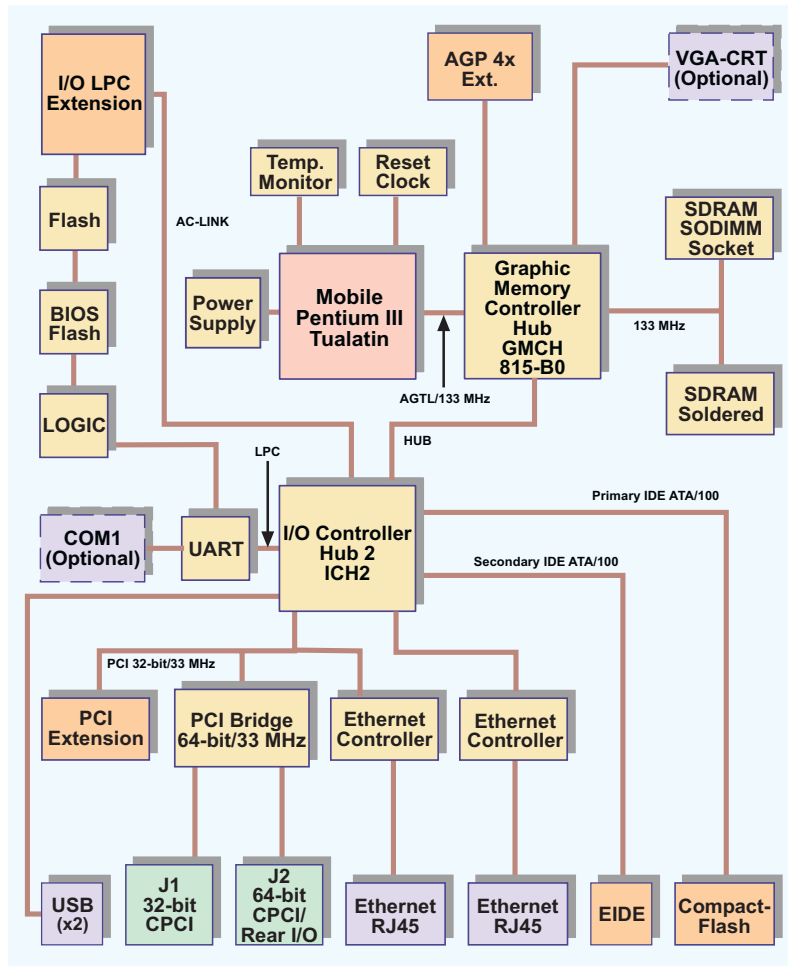 I/O LPC
Extension
AGP 4x
Ext.
VGA-CRT
(Optional)
Temp.
Monitor
Reset
Clock
Flash
AC-LINK
SDRAM
SODIMM
Socket
Power
Supply
Mobile
Pentium III
Tualatin
Graphic
Memory
Controller
Hub
GMCH
815-B0
133 MHz
BIOS
Flash
AGTL/133 MHz
SDRAM
Soldered
LOGIC
HUB
LPC
Primary IDE ATA/100
COM1
(Optional)
UART
I/O Controller
Hub 2
ICH2
Secondary IDE ATA/100
PCI 32-bit/33 MHz
PCI
Extension
PCI Bridge
64-bit/33 MHz
Ethernet
Controller
Ethernet
Controller
USB
(x2)
J1
32-bit
CPCI
J2
64-bit
CPCI/
Rear I/O
Ethernet
RJ45
Ethernet
RJ45
EIDE
Compact-
Flash